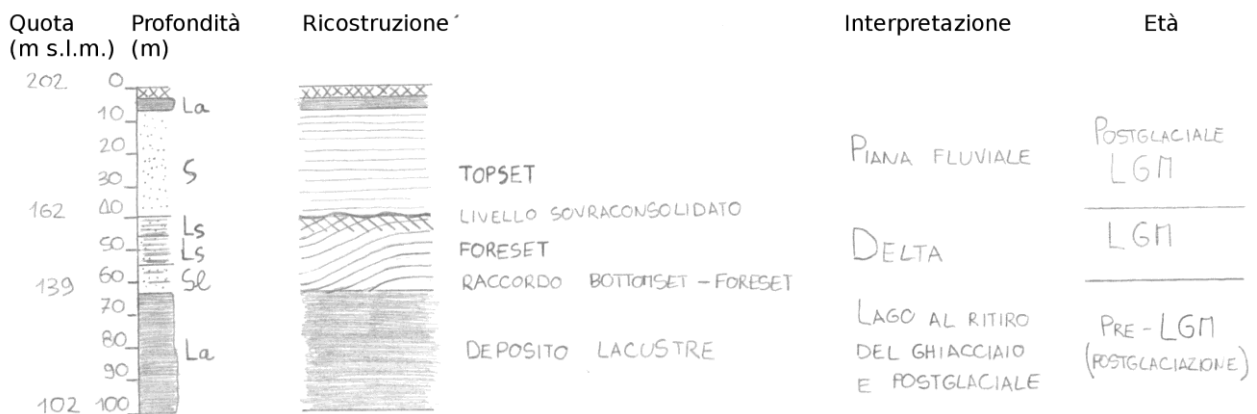 Quota
(m s.l.m.)
Profondità
(m)
Ricostruzione
Interpretazione
Età
202
0
10
La
20
30
S
TOPSET
PIANA FLUVIALE
POSTGLACIALE
LGM
162
40
LIVELLO SOVRACONSOLIDATO
Ls
50
Ls
FORESET
DELTA
LGM
139
60
Sl
RACCORDO BOTTOMSET - FORESET
70
80
La
90
DEPOSITO LACUSTRE
LAGO AL RITIRO
DEL GHIACCIAIO
E POSTGLACIALE
PRE-LGM
(POSTGLACIAZIONE)
102
100